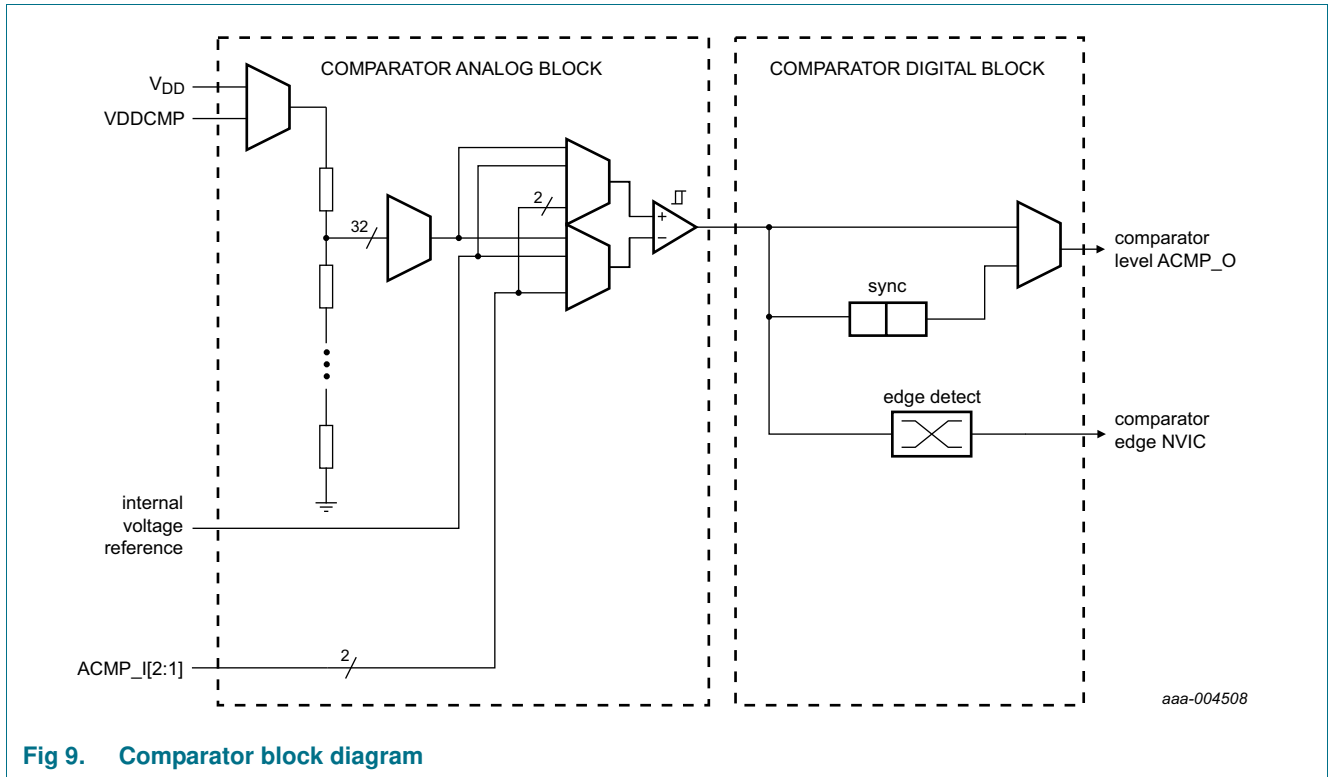 COMPARATOR ANALOG BLOCK
COMPARATOR DIGITAL BLOCK
VDD
VDDCMP
32
2
+
−
sync
edge detect
comparator
level ACMP_O
comparator
edge NVIC
internal
voltage
reference
ACMP_I[2:1]
2
aaa-004508
Fig 9. Comparator block diagram